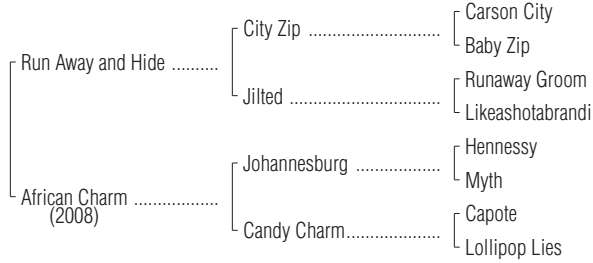 Carson City
City Zip ............................
Baby Zip
Run Away and Hide ..........
Runaway Groom
Jilted ................................
Likeashotabrandi
Hennessy
Johannesburg ..................
Myth
African Charm ..................
(2008)
Capote
Candy Charm....................
Lollipop Lies